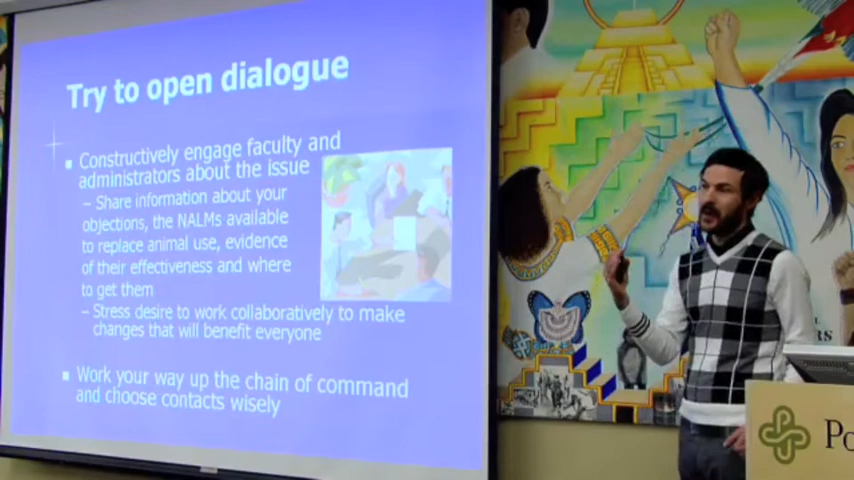 Try to open dialogue
Constructively engage faculty and
administrators about the issue
– Share information about your
objections, the NALMs available
to replace animal use, evidence
of their effectiveness and where
to get them
– Stress desire to work collaboratively to make
changes that will benefit everyone
Work your way up the chain of command
and choose contacts wisely
Po